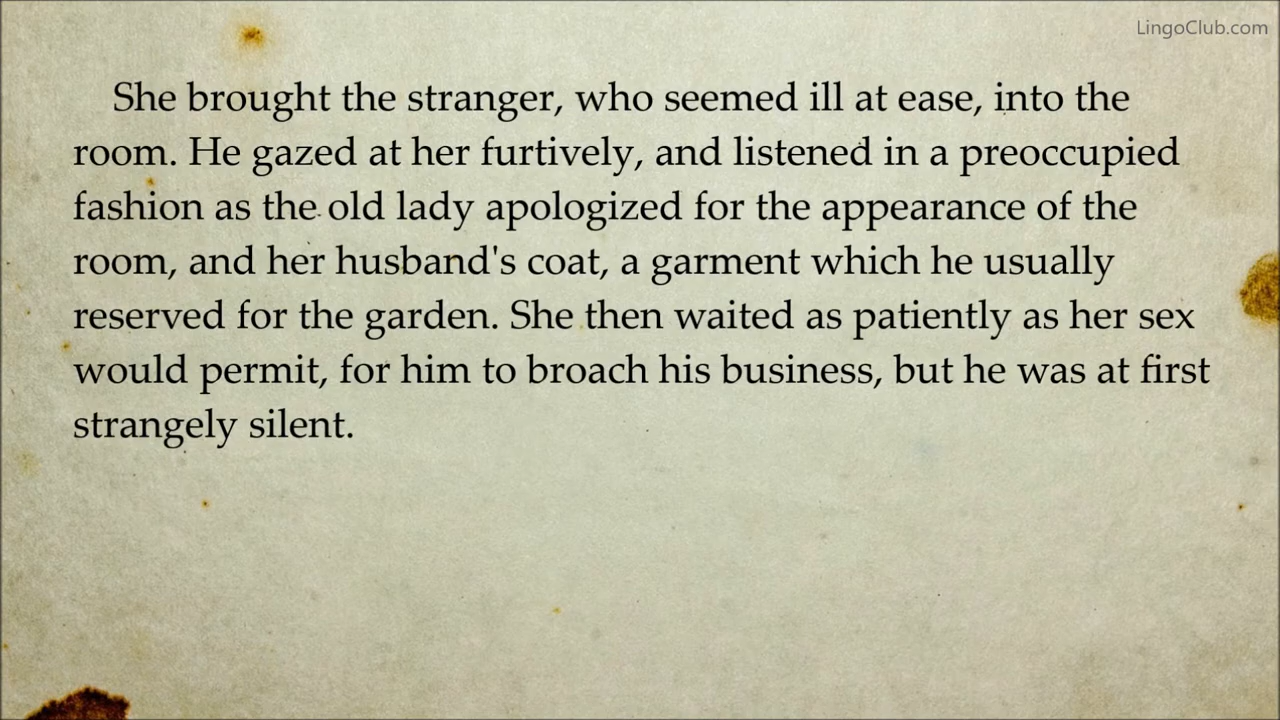 LingoClub.com
She brought the stranger, who seemed ill at ease, into the
room. He gazed at her furtively, and listened in a preoccupied
fashion as the old lady apologized for the appearance of the
room, and her husband's coat, a garment which he usually
reserved for the garden. She then waited as patiently as her sex
would permit, for him to broach his business, but he was at first
strangely silent.